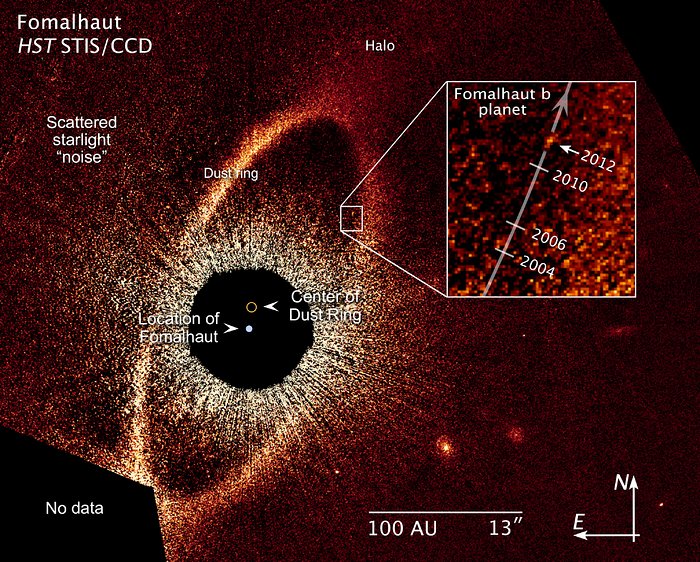 Fomalhaut
HST STIS/CCD
Halo
Scattered
starlight
“noise”
Dust ring
Fomalhaut b
planet
2012
2010
2006
2004
Center of
Dust Ring
Location of
Fomalhaut
No data
100 AU
13”
N
E